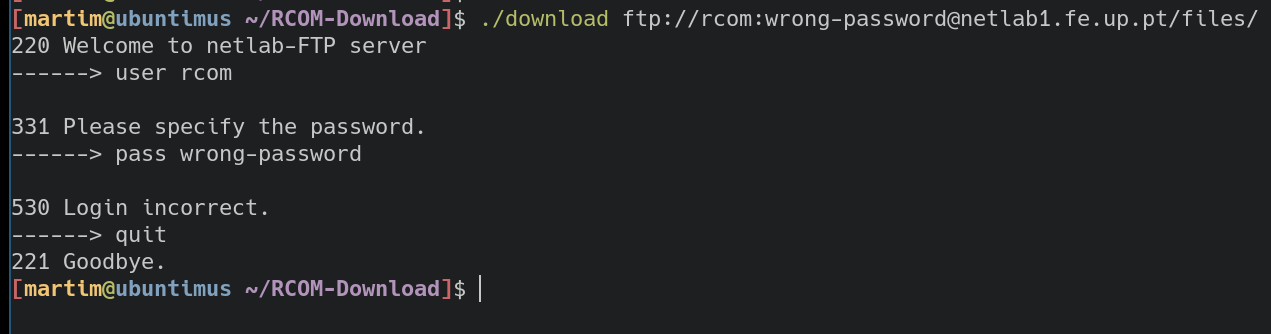 [martim@ubuntimus ~/RCOM-Download]$ ./download ftp://rcom:wrong-password@netlab1.fe.up.pt/files/
220 Welcome to netlab-FTP server
------> user rcom
331 Please specify the password.
------> pass wrong-password
530 Login incorrect.
------> quit
221 Goodbye.
[martim@ubuntimus ~/RCOM-Download]$